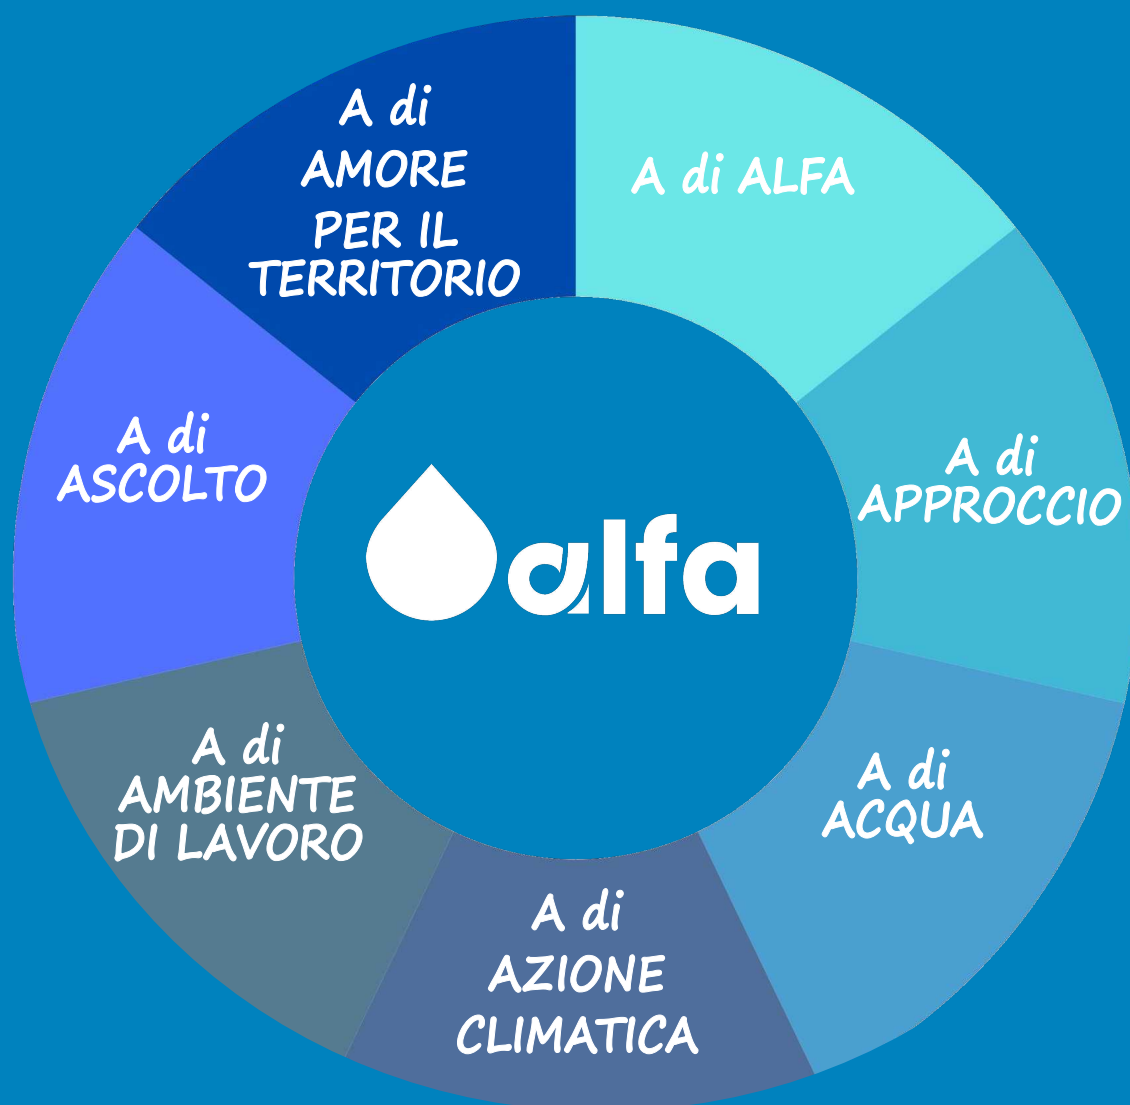 A di ALFA
A di
APPROCCIO
A di
ACQUA
A di
AZIONE
CLIMATICA
A di
AMBIENTE
DI LAVORO
A di
ASCOLTO
A di
AMORE
PER IL
TERRITORIO
alfa